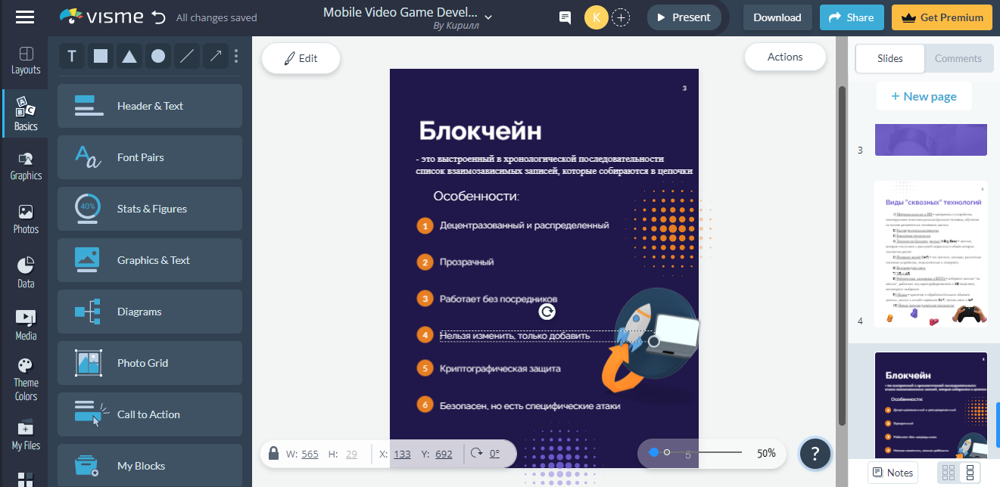 visme
All changes saved
Mobile Video Game Devel...
By Кирилл
K
Present
Download
Share
Get Premium
Layouts
Basics
Graphics
Photos
Data
Media
Theme
Colors
My Files
T
Header & Text
Font Pairs
40%
Stats & Figures
Graphics & Text
Diagrams
Photo Grid
Call to Action
My Blocks
Edit
Actions
3
Блокчейн
- это выстроенный в хронологической последовательности
список взаимозависимых записей, которые собираются в цепочки
Особенности:
1 Децентразованный и распределенный
2 Прозрачный
3 Работает без посредников
4 Нельзя изменить, только добавить
5 Криптографическая защита
6 Безопасен, но есть специфические атаки
W: 565 H: 29 X: 133 Y: 692 0°
5
50%
?
Slides
Comments
+ New page
3
Виды "сквозных" технологий
4
Блокчейн
Особенности:
Notes